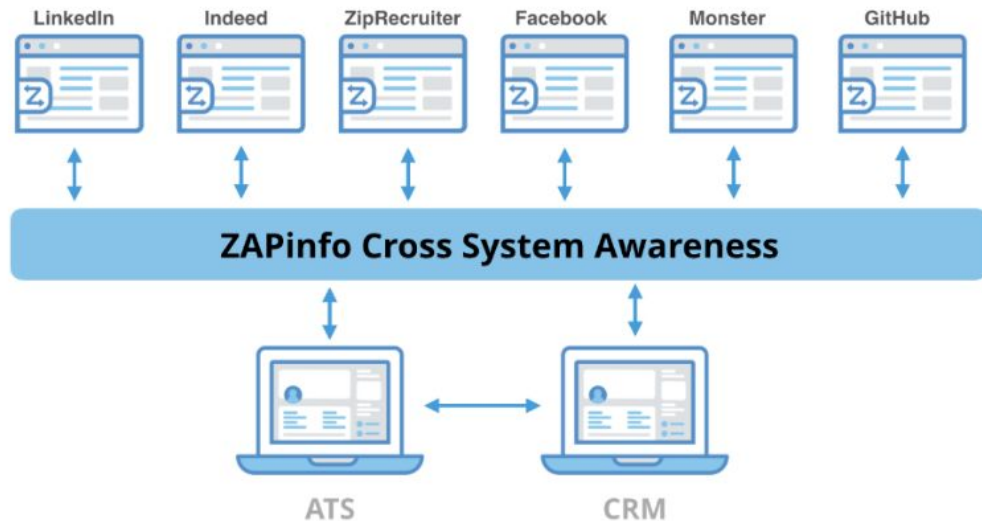 LinkedIn Indeed ZipRecruiter Facebook Monster GitHub
Z Z Z Z Z Z
ZAPinfo Cross System Awareness
ATS CRM